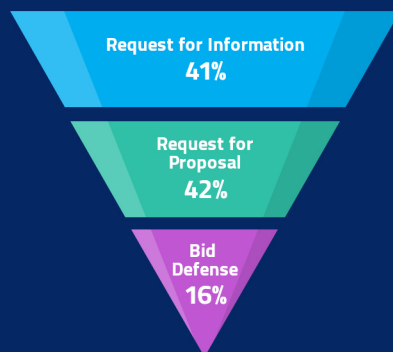 Request for Information
41%
Request for
Proposal
42%
Bid
Defense
16%